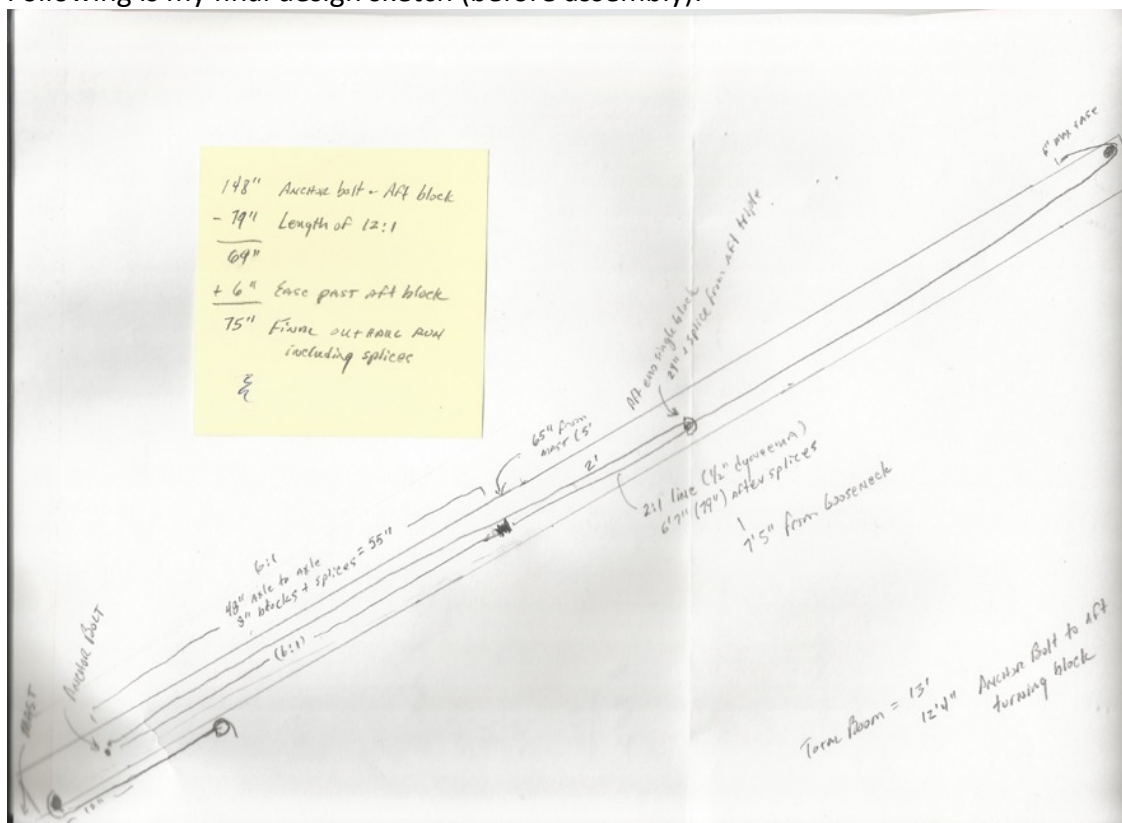 Following is my final design sketch (before assembly).
148" Anchor bolt - Aft block
- 79" Length of 12:1
69"
+ 6" Ease past aft block
75" Final outhaul run
including splices
6" max ease
Aft end single block
29" + splice from aft triple
65" from
mast (5'
2'
2:1 line (1/2" dyneema)
6'7" (79") after splices
7'5" from Gooseneck
6:1
48" axle to axle
8" blocks + splices = 55"
(6:1)
Anchor Bolt
MAST
Total Boom = 13'
12'4" Anchor Bolt to aft
turning block